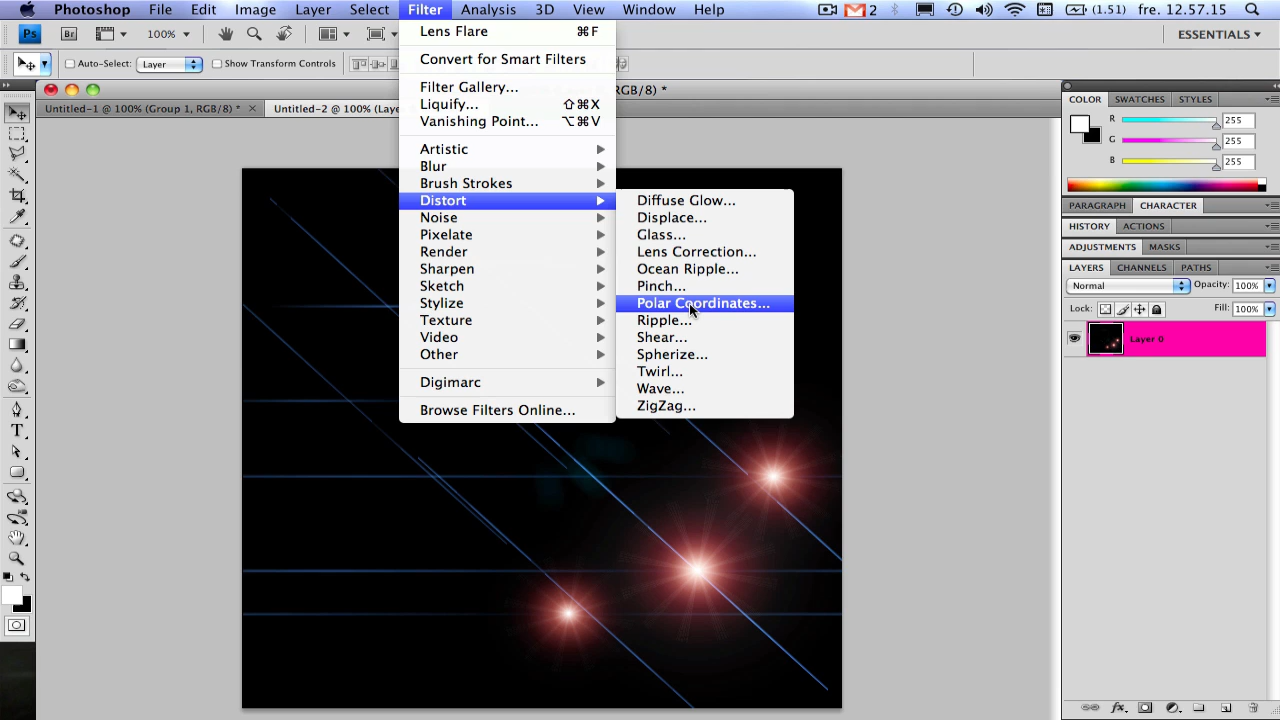 Photoshop File Edit Image Layer Select Filter Analysis 3D View Window Help 2 (1.51) fre. 12.57.15
Ps Br 100% ESSENTIALS
Auto-Select: Layer Show Transform Controls
Untitled-1 @ 100% (Group 1, RGB/8) * Untitled-2 @ 100% (Laye RGB/8) *
Lens Flare ⌘F
Convert for Smart Filters
Filter Gallery...
Liquify... ⇧⌘X
Vanishing Point... ⌥⌘V
Artistic
Blur
Brush Strokes
Distort
Noise
Pixelate
Render
Sharpen
Sketch
Stylize
Texture
Video
Other
Digimarc
Browse Filters Online...
Diffuse Glow...
Displace...
Glass...
Lens Correction...
Ocean Ripple...
Pinch...
Polar Coordinates...
Ripple...
Shear...
Spherize...
Twirl...
Wave...
ZigZag...
COLOR SWATCHES STYLES
R 255
G 255
B 255
PARAGRAPH CHARACTER
HISTORY ACTIONS
ADJUSTMENTS MASKS
LAYERS CHANNELS PATHS
Normal Opacity: 100%
Lock: Fill: 100%
Layer 0
T
fx